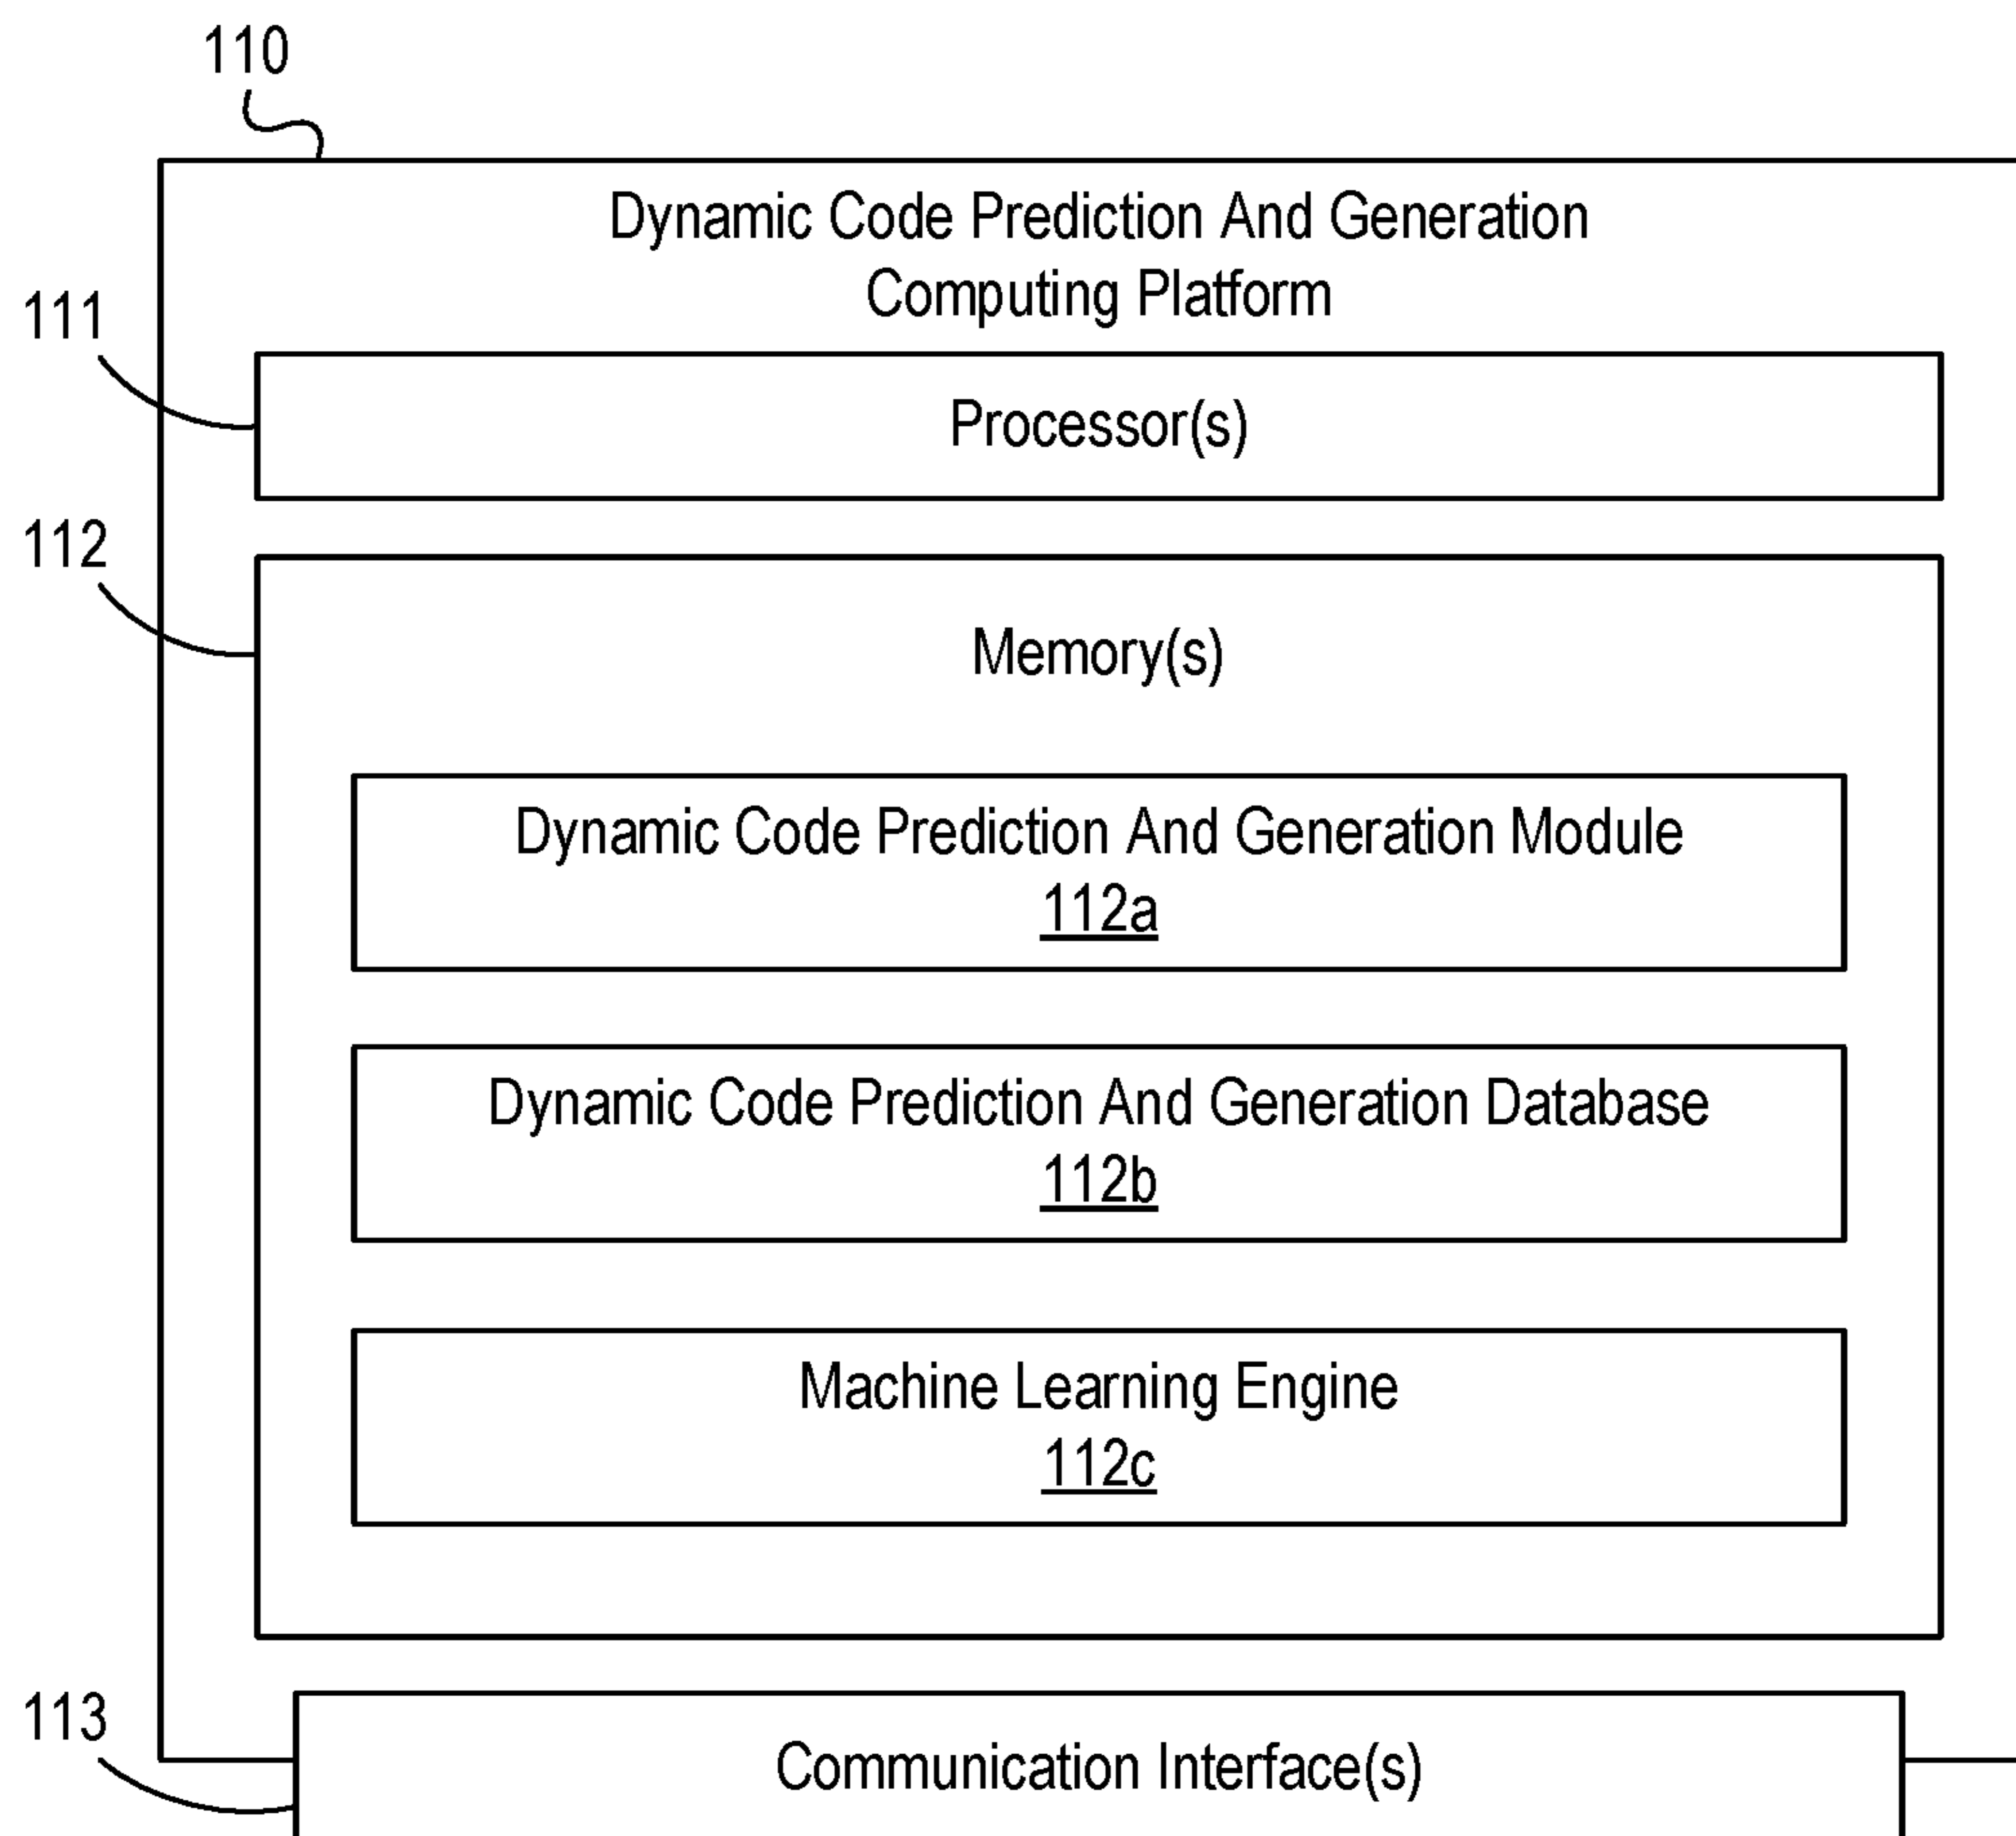 110
Dynamic Code Prediction And Generation
Computing Platform
111
Processor(s)
112
Memory(s)
Dynamic Code Prediction And Generation Module
112a
Dynamic Code Prediction And Generation Database
112b
Machine Learning Engine
112c
113
Communication Interface(s)